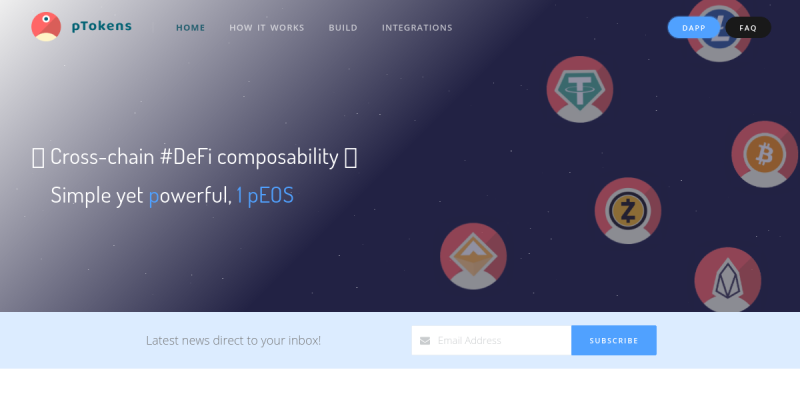 pTokens
HOME
HOW IT WORKS
BUILD
INTEGRATIONS
DAPP
FAQ
Cross-chain #DeFi composability
Simple yet powerful, 1 pEOS
Latest news direct to your inbox!
Email Address
SUBSCRIBE